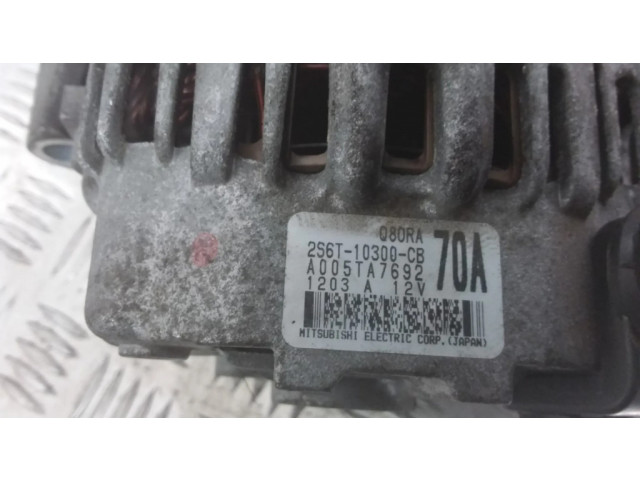 Q80RA
2S6T-10300-CB 70A
A005TA7692
1203 A 12V
MITSUBISHI ELECTRIC CORP.(JAPAN)